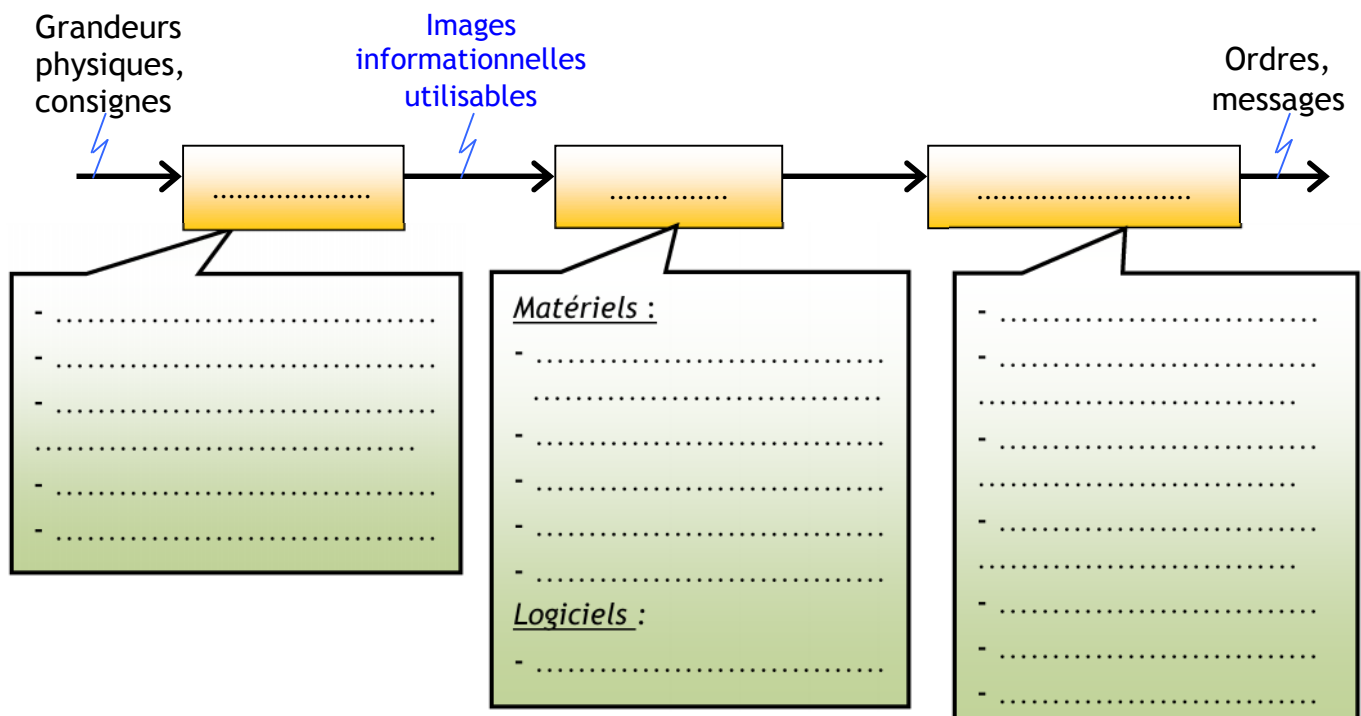 Grandeurs
physiques,
consignes
Images
informationnelles
utilisables
Ordres,
messages
....................
...............
...........................
- ....................................
- ....................................
- ....................................
....................................
- ....................................
- ....................................
Matériels :
- .................................
.................................
- .................................
- .................................
- .................................
- .................................
Logiciels :
- .................................
- ..............................
- ..............................
..............................
- ..............................
..............................
- ..............................
..............................
- ..............................
- ..............................
- ..............................